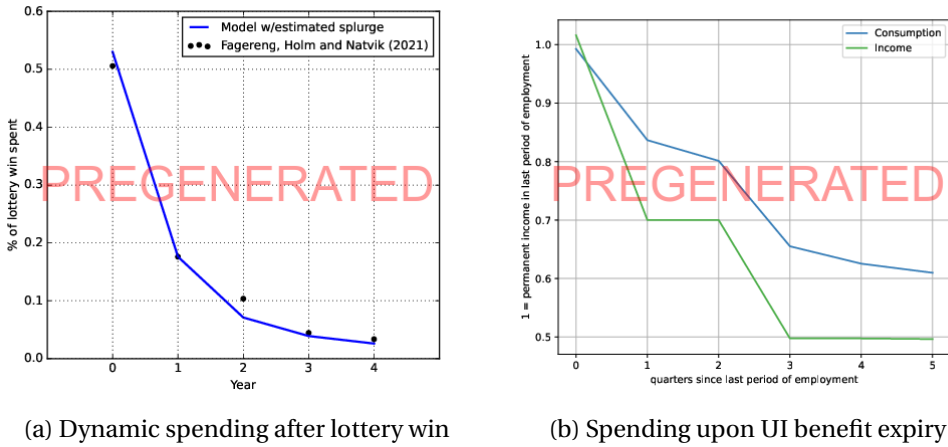 0.6
0.5
0.4
0.3
0.2
0.1
0.0
% of lottery win spent
Model w/estimated splurge
Fagereng, Holm and Natvik (2021)
PREGENERATED
0 1 2 3 4
Year
(a) Dynamic spending after lottery win
1.0
0.9
0.8
0.7
0.6
0.5
1 = permanent income in last period of employment
Consumption
Income
PREGENERATED
0 1 2 3 4 5
quarters since last period of employment
(b) Spending upon UI benefit expiry